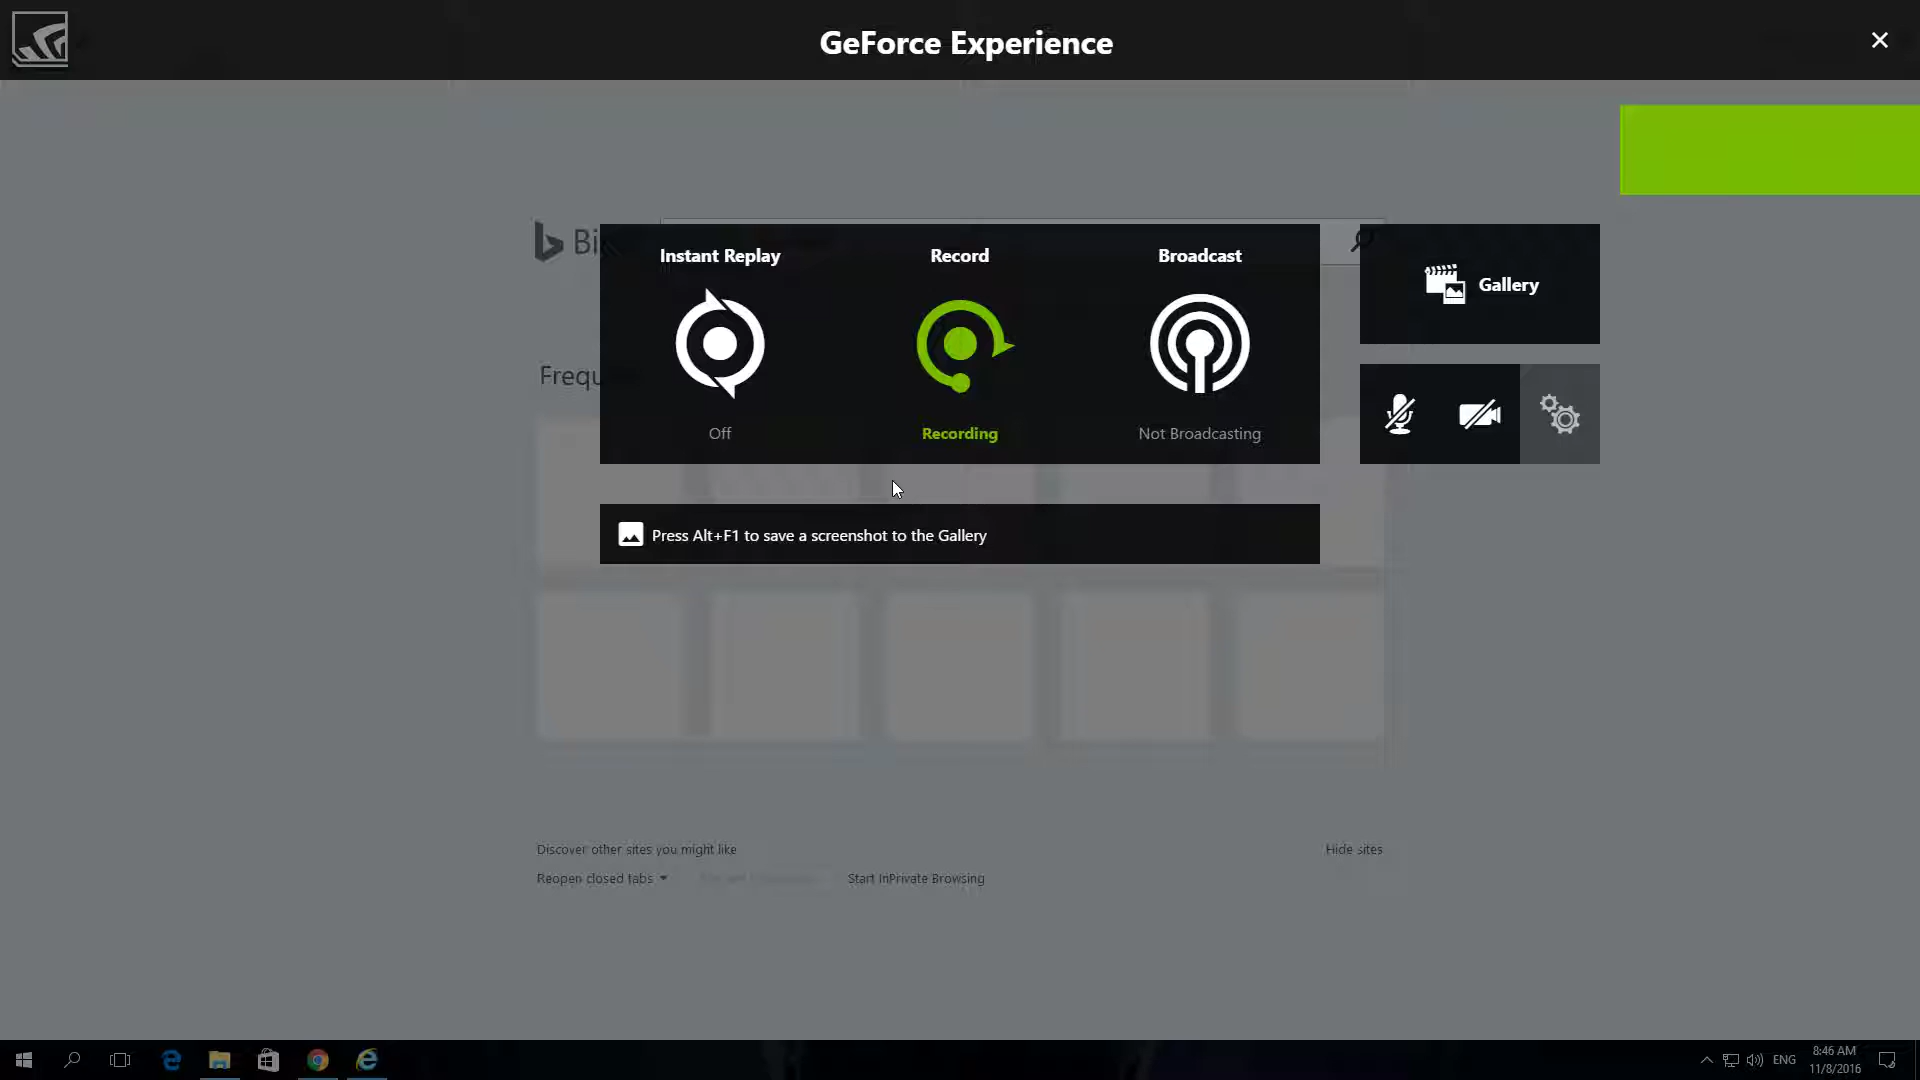 GeForce Experience
Instant Replay
Record
Broadcast
Gallery
Off
Recording
Not Broadcasting
Press Alt+F1 to save a screenshot to the Gallery
Discover other sites you might like
Hide sites
Reopen closed tabs
Start InPrivate Browsing
ENG
8:46 AM
11/8/2016